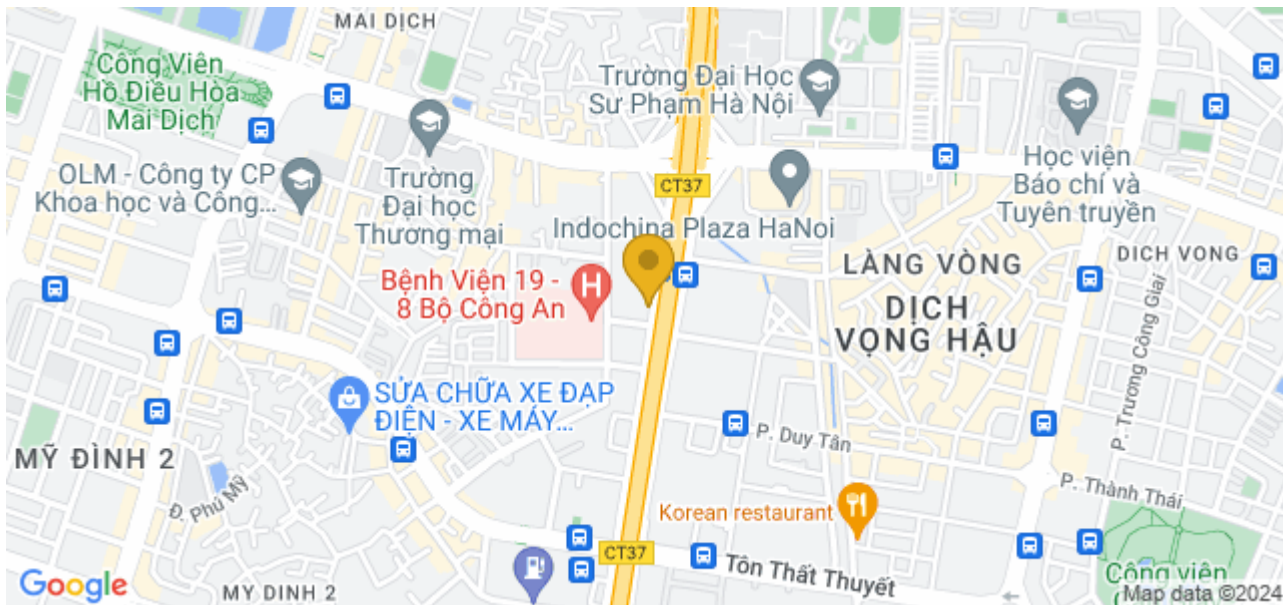 MAI DỊCH
Công Viên
Hồ Điều Hòa
Mai Dịch
Trường Đại Học
Sư Phạm Hà Nội
OLM - Công ty CP
Khoa học và Công...
Trường
Đại học
Thương mại
CT37
Học viện
Báo chí và
Tuyên truyền
Indochina Plaza HaNoi
LÀNG VÒNG
DICH VONG
Bệnh Viện 19 -
8 Bộ Công An
H
DỊCH
VỌNG HẬU
P. Trương Công Giai
SỬA CHỮA XE ĐẠP
ĐIỆN - XE MÁY...
P. Duy Tân
MỸ ĐÌNH 2
Đ. Phú Mỹ
P. Thành Thái
Korean restaurant
CT37
Tôn Thất Thuyết
Công viên
Google
MY DINH 2
Map data ©2024